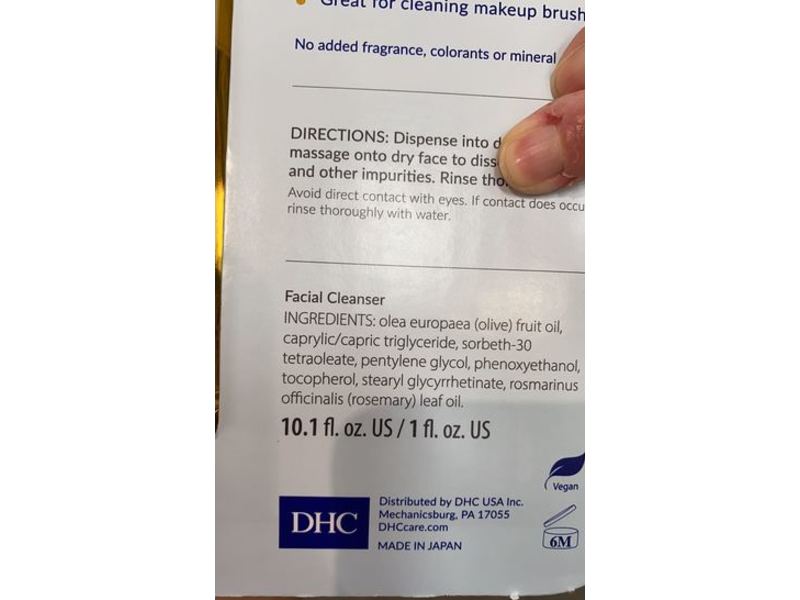 Great for cleaning makeup brush
No added fragrance, colorants or mineral
DIRECTIONS: Dispense into
massage onto dry face to
and other impurities. Rinse
Avoid direct contact with eyes. If contact does occu
rinse thoroughly with water.
Facial Cleanser
INGREDIENTS: olea europaea (olive) fruit oil,
caprylic/capric triglyceride, sorbeth-30
tetraoleate, pentylene glycol, phenoxyethanol,
tocopherol, stearyl glycyrrhetinate, rosmarinus
officinalis (rosemary) leaf oil.
10.1 fl. oz. US / 1 fl. oz. US
Vegan
DHC
Distributed by DHC USA Inc.
Mechanicsburg, PA 17055
DHCcare.com
MADE IN JAPAN
6M